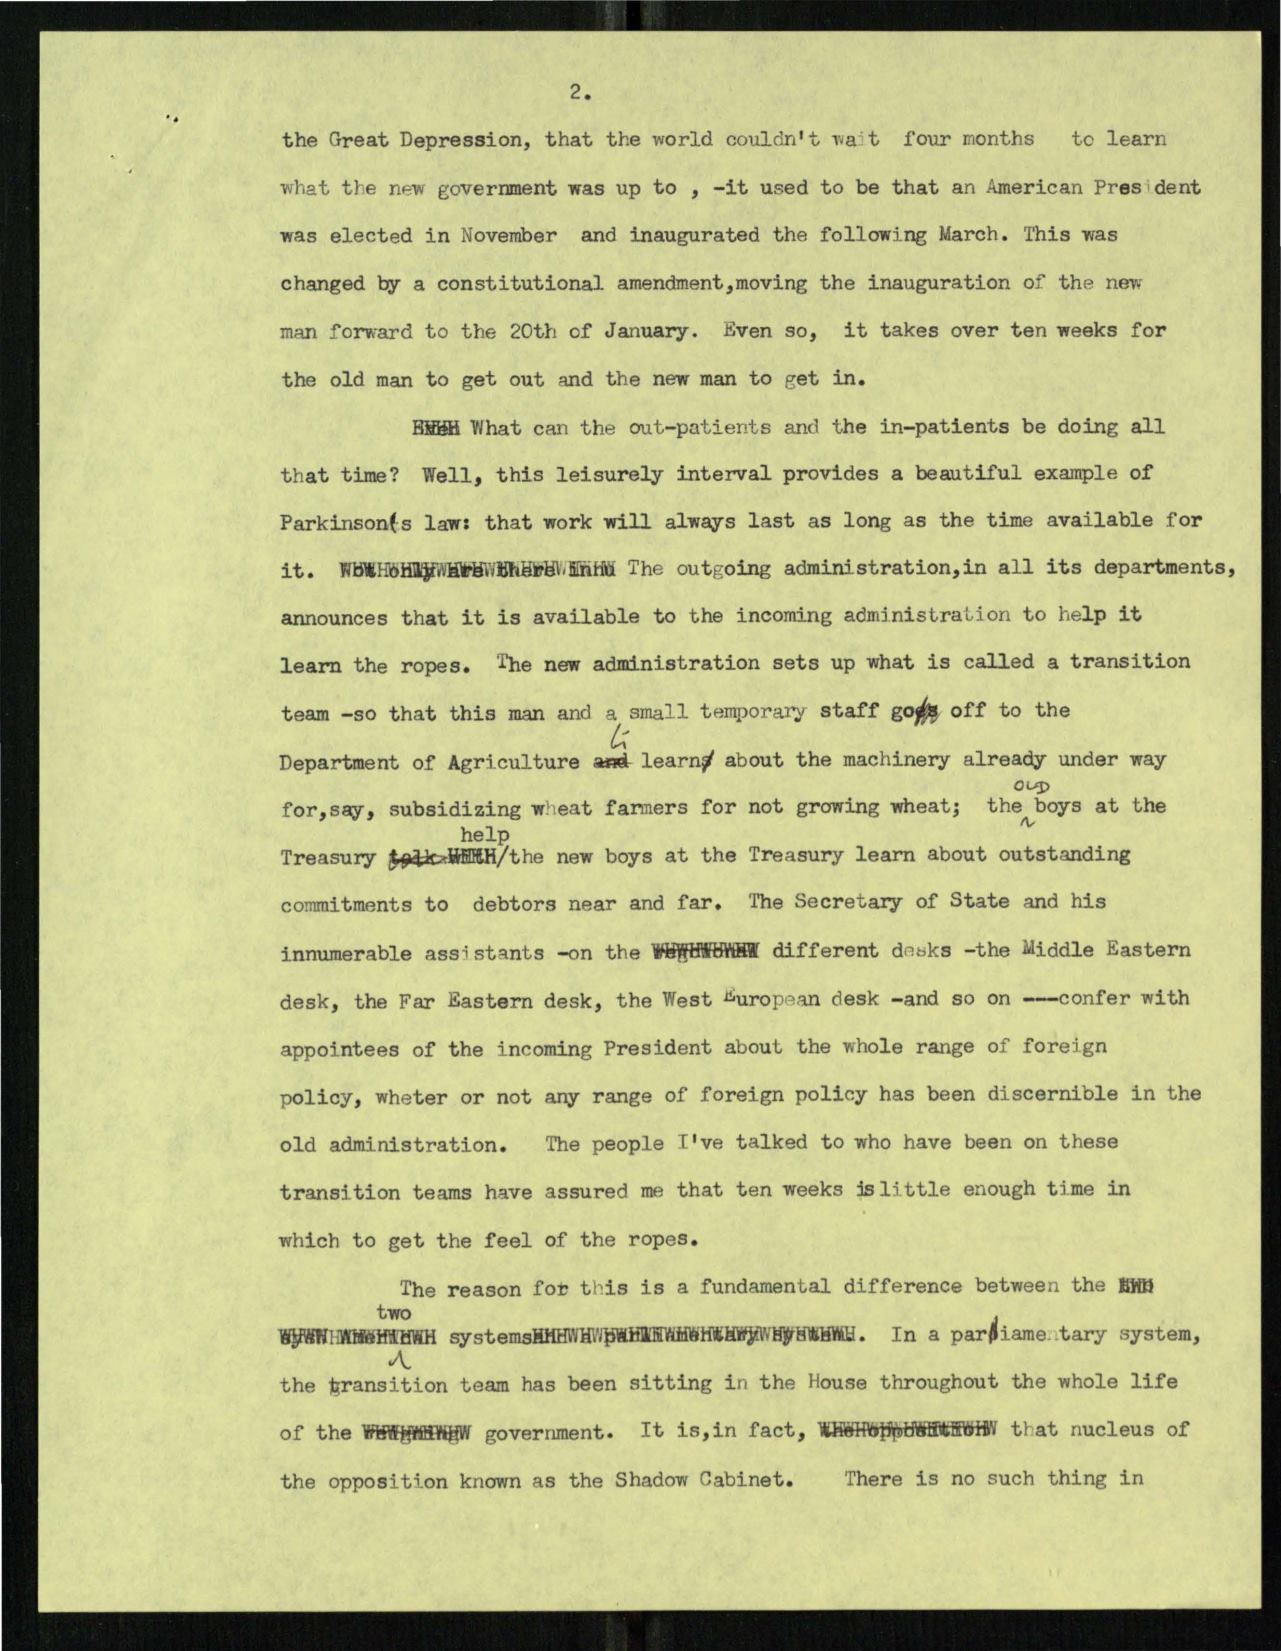 2.
the Great Depression, that the world couldn't wait four months to learn
what the new government was up to , -it used to be that an American President
was elected in November and inaugurated the following March. This was
changed by a constitutional amendment,moving the inauguration of the new
man forward to the 20th of January. Even so, it takes over ten weeks for
the old man to get out and the new man to get in.
What can the out-patients and the in-patients be doing all
that time? Well, this leisurely interval provides a beautiful example of
Parkinson(s law: that work will always last as long as the time available for
it. The outgoing administration,in all its departments,
announces that it is available to the incoming administration to help it
learn the ropes. The new administration sets up what is called a transition
team -so that this man and a small temporary staff go off to the
Department of Agriculture to learn about the machinery already under way
OLD
for,say, subsidizing wheat farmers for not growing wheat; the boys at the
help
Treasury /the new boys at the Treasury learn about outstanding
commitments to debtors near and far. The Secretary of State and his
innumerable assistants -on the different desks -the Middle Eastern
desk, the Far Eastern desk, the West European desk -and so on ---confer with
appointees of the incoming President about the whole range of foreign
policy, wheter or not any range of foreign policy has been discernible in the
old administration. The people I've talked to who have been on these
transition teams have assured me that ten weeks is little enough time in
which to get the feel of the ropes.
The reason for this is a fundamental difference between the
two
systems. In a parliamentary system,
the transition team has been sitting in the House throughout the whole life
of the government. It is,in fact, that nucleus of
the opposition known as the Shadow Cabinet. There is no such thing in